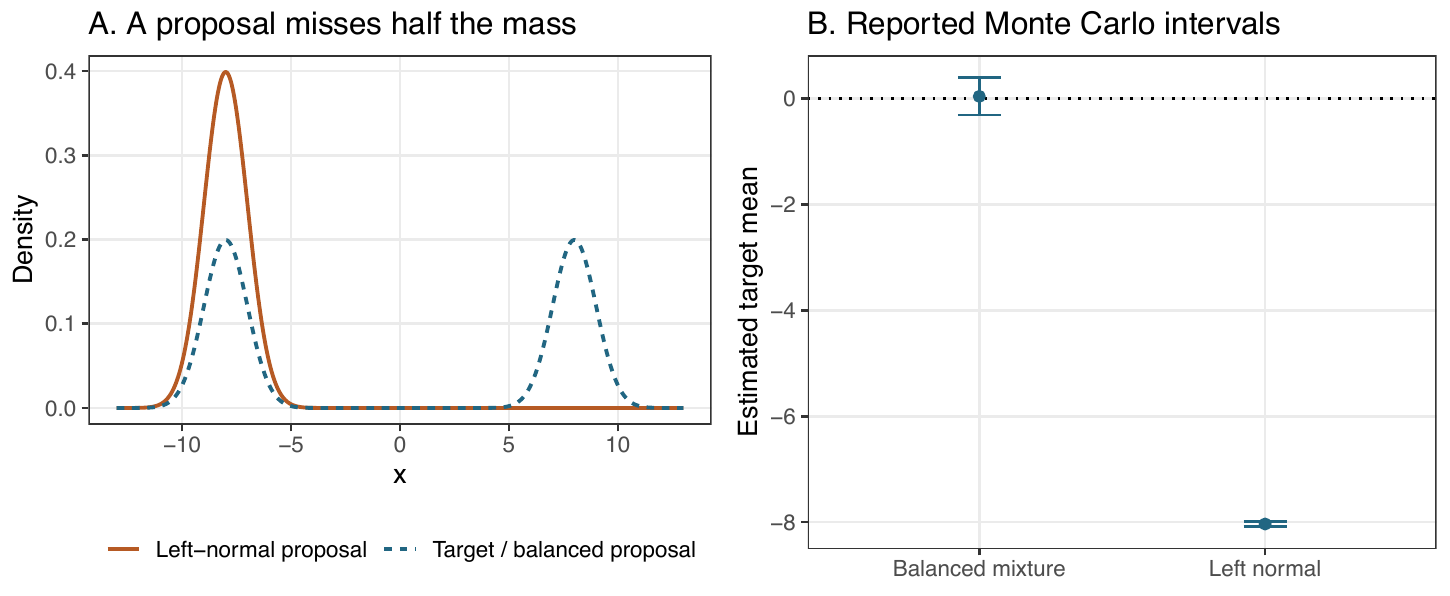 A. A proposal misses half the mass
0.4
0.3
0.2
0.1
0.0
Density
−10
−5
0
5
10
x
Left−normal proposal
Target / balanced proposal
B. Reported Monte Carlo intervals
0
−2
−4
−6
−8
Estimated target mean
Balanced mixture
Left normal